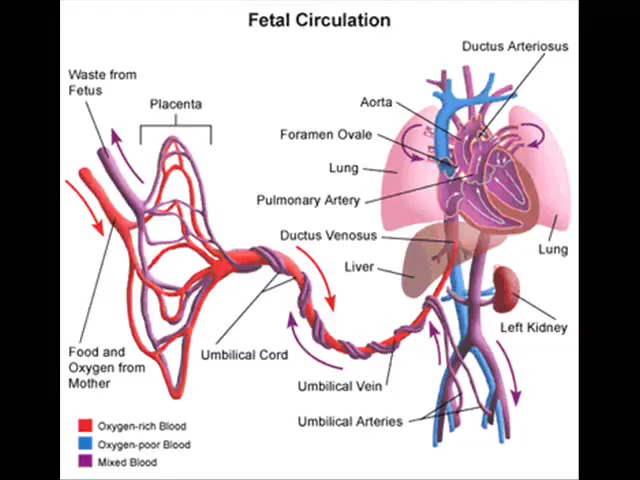 Fetal Circulation
Ductus Arteriosus
Waste from
Fetus
Placenta
Aorta
Foramen Ovale
Lung
Pulmonary Artery
Ductus Venosus
Lung
Liver
Left Kidney
Food and
Oxygen from
Mother
Umbilical Cord
Umbilical Vein
Umbilical Arteries
Oxygen-rich Blood
Oxygen-poor Blood
Mixed Blood